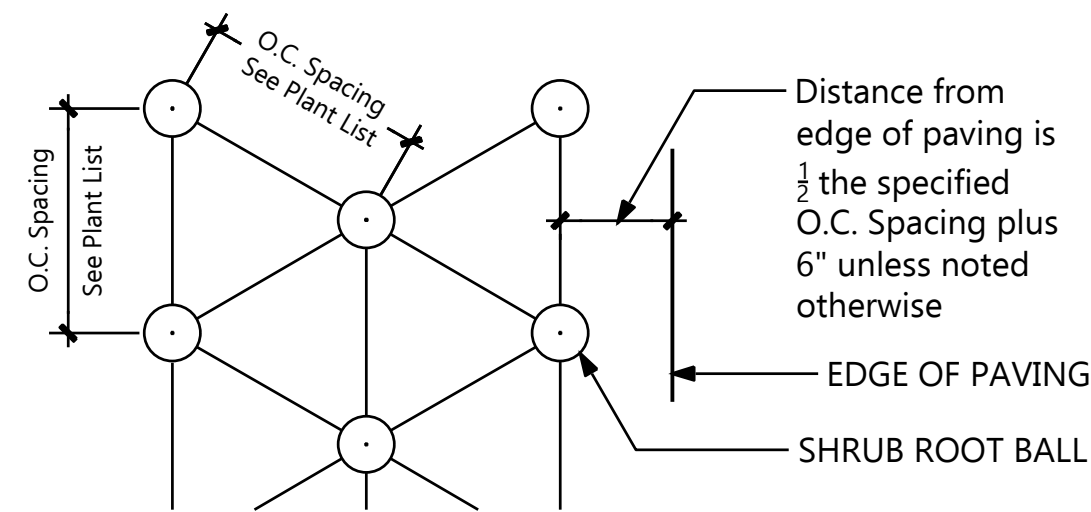 O.C. Spacing
See Plant List
O.C. Spacing
See Plant List
Distance from
edge of paving is
½ the specified
O.C. Spacing plus
6" unless noted
otherwise
EDGE OF PAVING
SHRUB ROOT BALL